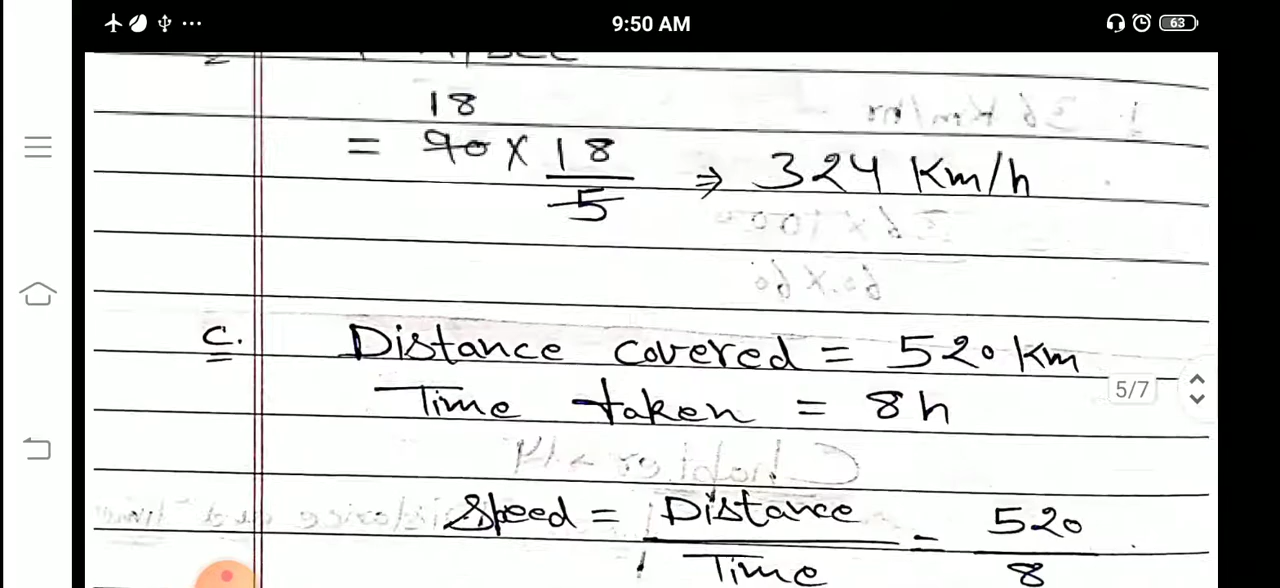 9:50 AM
63
18
= 90 × 18/5 ⇒ 324 Km/h
c. Distance covered = 520 Km
Time taken = 8h
5/7
Speed = Distance/Time = 520/8